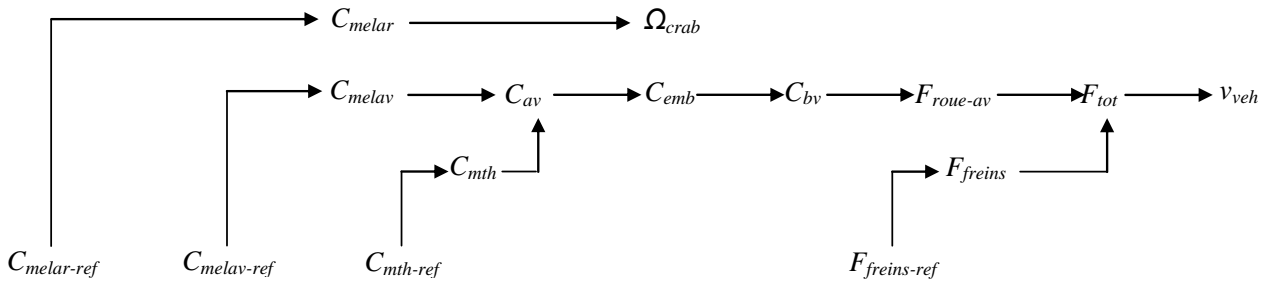 C_melar Ω_crab
C_melav C_av C_emb C_bv F_roue-av F_tot v_veh
C_mth F_freins
C_melar-ref C_melav-ref C_mth-ref F_freins-ref